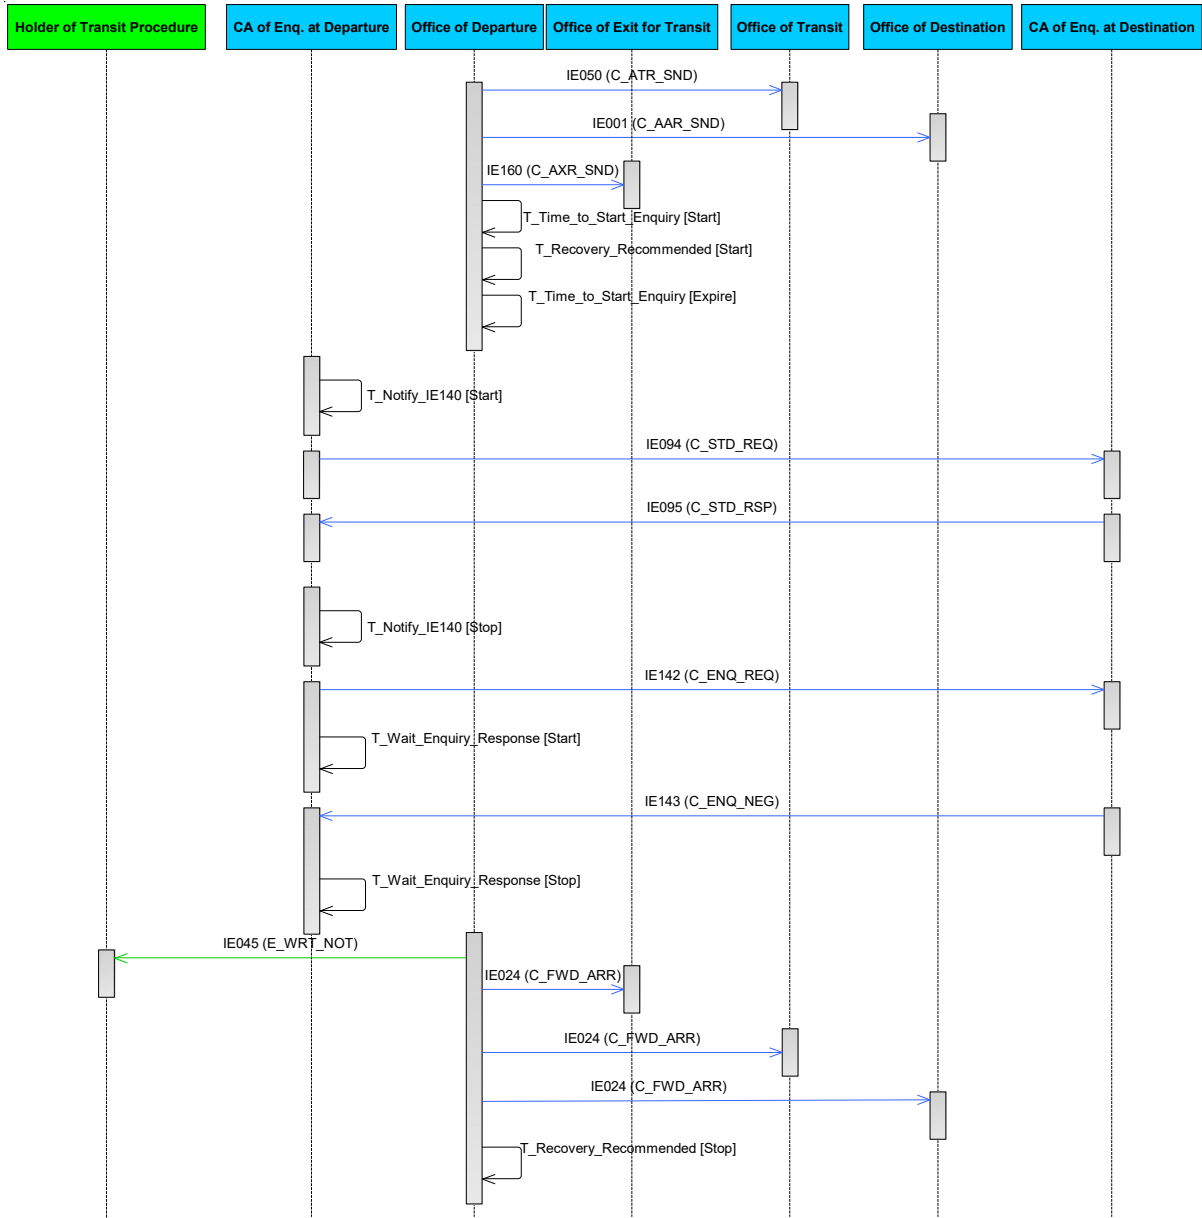 Holder of Transit Procedure
CA of Enq. at Departure
Office of Departure
Office of Exit for Transit
Office of Transit
Office of Destination
CA of Enq. at Destination
IE050 (C_ATR_SND)
IE001 (C_AAR_SND)
IE160 (C_AXR_SND)
T_Time_to_Start_Enquiry [Start]
T_Recovery_Recommended [Start]
T_Time_to_Start_Enquiry [Expire]
T_Notify_IE140 [Start]
IE094 (C_STD_REQ)
IE095 (C_STD_RSP)
T_Notify_IE140 [Stop]
IE142 (C_ENQ_REQ)
T_Wait_Enquiry_Response [Start]
IE143 (C_ENQ_NEG)
T_Wait_Enquiry_Response [Stop]
IE045 (E_WRT_NOT)
IE024 (C_FWD_ARR)
IE024 (C_FWD_ARR)
IE024 (C_FWD_ARR)
T_Recovery_Recommended [Stop]